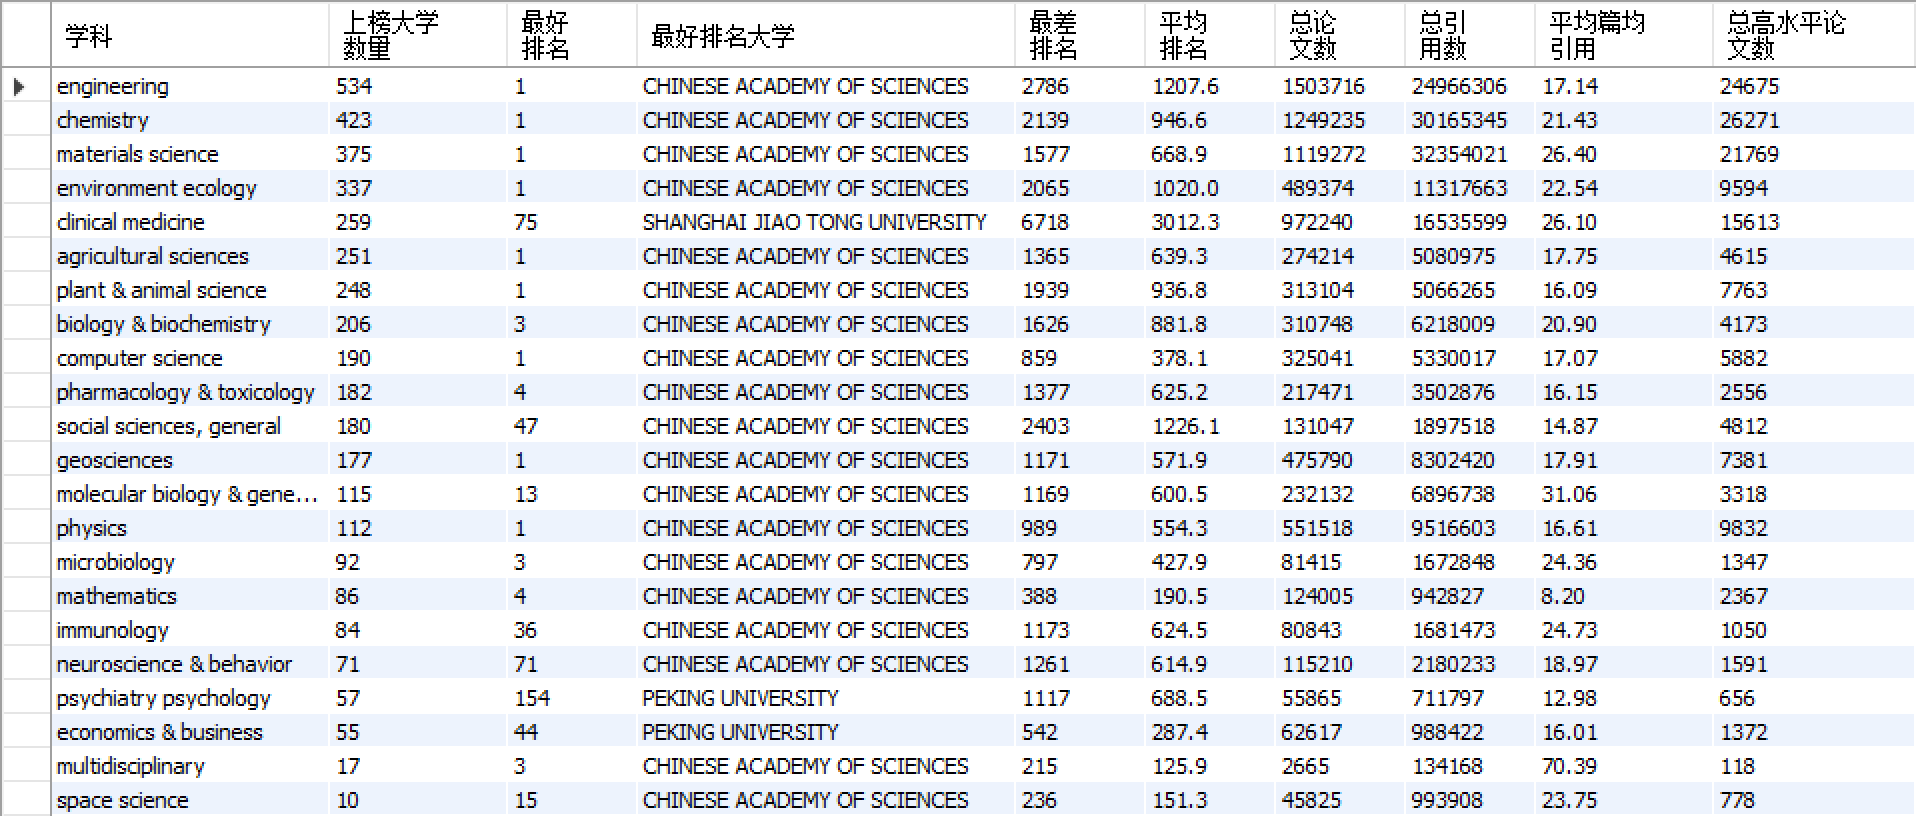 学科 上榜大学数量 最好排名 最好排名大学 最差排名 平均排名 总论文数 总引用数 平均篇均引用 总高水平论文数
engineering 534 1 CHINESE ACADEMY OF SCIENCES 2786 1207.6 1503716 24966306 17.14 24675
chemistry 423 1 CHINESE ACADEMY OF SCIENCES 2139 946.6 1249235 30165345 21.43 26271
materials science 375 1 CHINESE ACADEMY OF SCIENCES 1577 668.9 1119272 32354021 26.40 21769
environment ecology 337 1 CHINESE ACADEMY OF SCIENCES 2065 1020.0 489374 11317663 22.54 9594
clinical medicine 259 75 SHANGHAI JIAO TONG UNIVERSITY 6718 3012.3 972240 16535599 26.10 15613
agricultural sciences 251 1 CHINESE ACADEMY OF SCIENCES 1365 639.3 274214 5080975 17.75 4615
plant & animal science 248 1 CHINESE ACADEMY OF SCIENCES 1939 936.8 313104 5066265 16.09 7763
biology & biochemistry 206 3 CHINESE ACADEMY OF SCIENCES 1626 881.8 310748 6218009 20.90 4173
computer science 190 1 CHINESE ACADEMY OF SCIENCES 859 378.1 325041 5330017 17.07 5882
pharmacology & toxicology 182 4 CHINESE ACADEMY OF SCIENCES 1377 625.2 217471 3502876 16.15 2556
social sciences, general 180 47 CHINESE ACADEMY OF SCIENCES 2403 1226.1 131047 1897518 14.87 4812
geosciences 177 1 CHINESE ACADEMY OF SCIENCES 1171 571.9 475790 8302420 17.91 7381
molecular biology & gene... 115 13 CHINESE ACADEMY OF SCIENCES 1169 600.5 232132 6896738 31.06 3318
physics 112 1 CHINESE ACADEMY OF SCIENCES 989 554.3 551518 9516603 16.61 9832
microbiology 92 3 CHINESE ACADEMY OF SCIENCES 797 427.9 81415 1672848 24.36 1347
mathematics 86 4 CHINESE ACADEMY OF SCIENCES 388 190.5 124005 942827 8.20 2367
immunology 84 36 CHINESE ACADEMY OF SCIENCES 1173 624.5 80843 1681473 24.73 1050
neuroscience & behavior 71 71 CHINESE ACADEMY OF SCIENCES 1261 614.9 115210 2180233 18.97 1591
psychiatry psychology 57 154 PEKING UNIVERSITY 1117 688.5 55865 711797 12.98 656
economics & business 55 44 PEKING UNIVERSITY 542 287.4 62617 988422 16.01 1372
multidisciplinary 17 3 CHINESE ACADEMY OF SCIENCES 215 125.9 2665 134168 70.39 118
space science 10 15 CHINESE ACADEMY OF SCIENCES 236 151.3 45825 993908 23.75 778